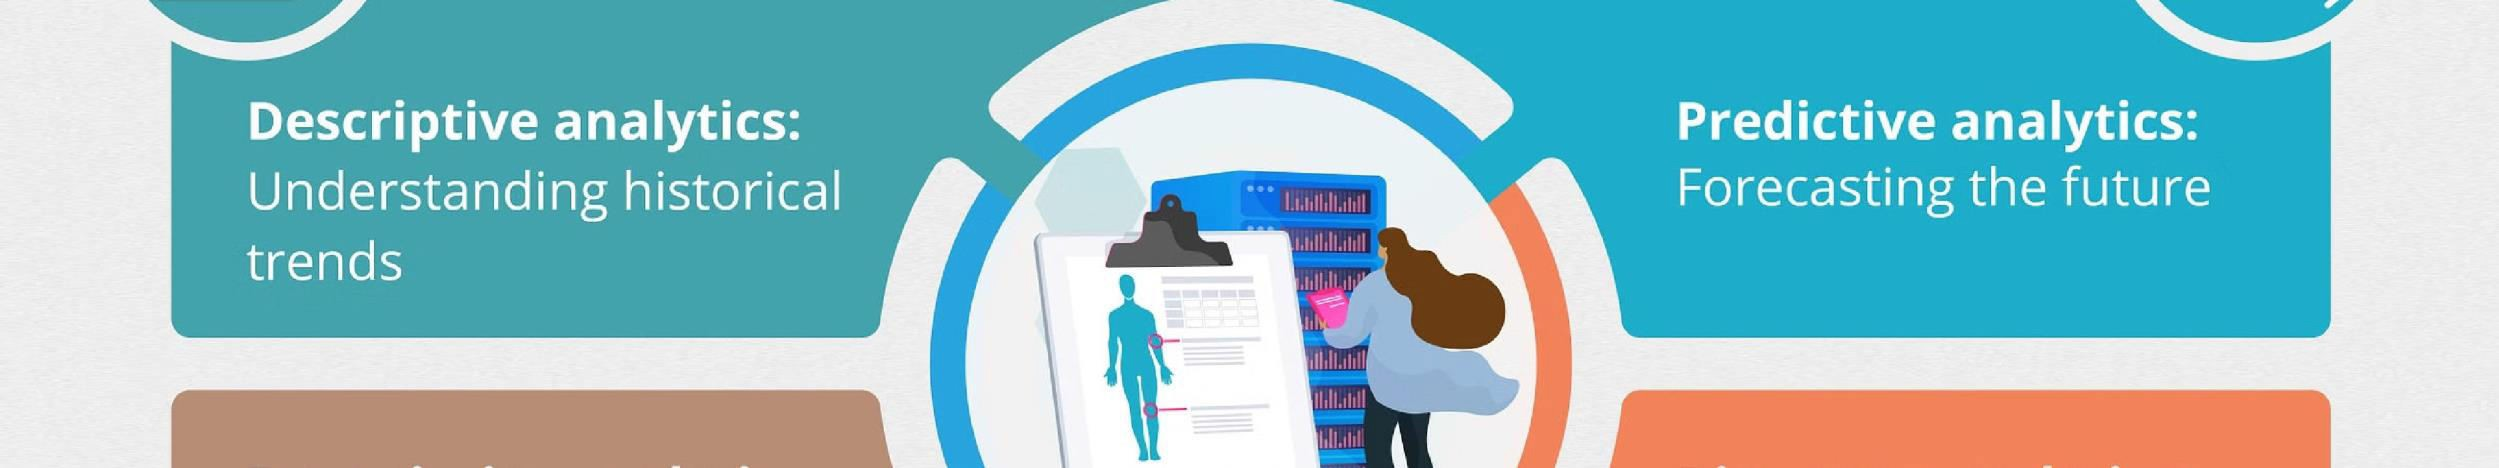 Descriptive analytics:
Understanding historical
trends
Predictive analytics:
Forecasting the future